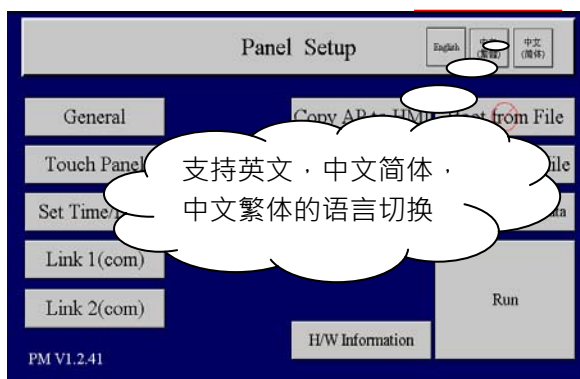 Panel Setup
English
中文
(繁體)
中文
(简体)
General
Copy AP to HMI
from File
Touch Panel
支持英文，中文简体，
Set Time/
中文繁体的语言切换
Link 1(com)
Link 2(com)
Run
H/W Information
PM V1.2.41